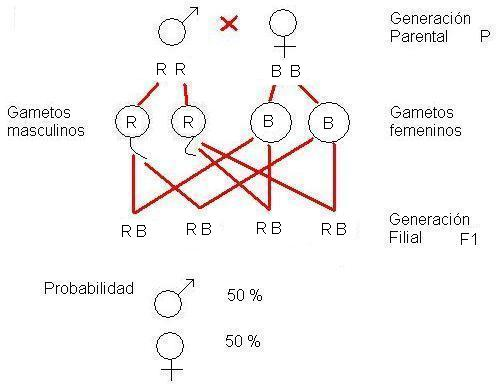 Generación
Parental P
R R
B B
Gametos
masculinos
R
R
B
B
Gametos
femeninos
R B
R B
R B
R B
Generación
Filial F1
Probabilidad
50 %
50 %